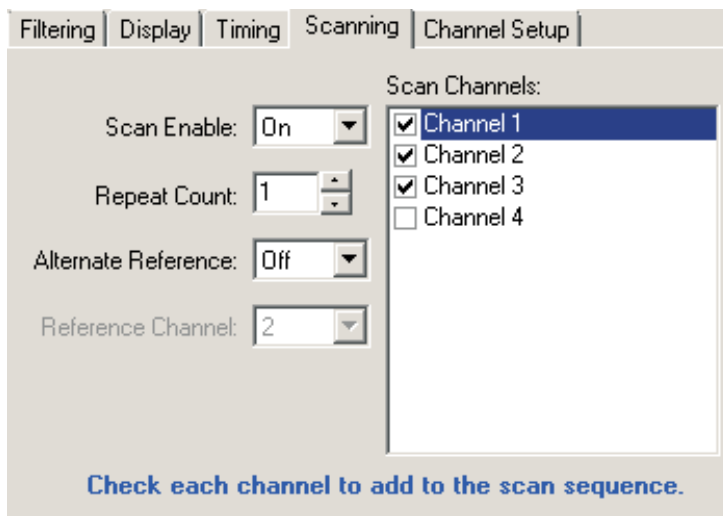 Filtering Display Timing Scanning Channel Setup
Scan Enable: On
Repeat Count: 1
Alternate Reference: Off
Reference Channel: 2
Scan Channels:
Channel 1
Channel 2
Channel 3
Channel 4
Check each channel to add to the scan sequence.